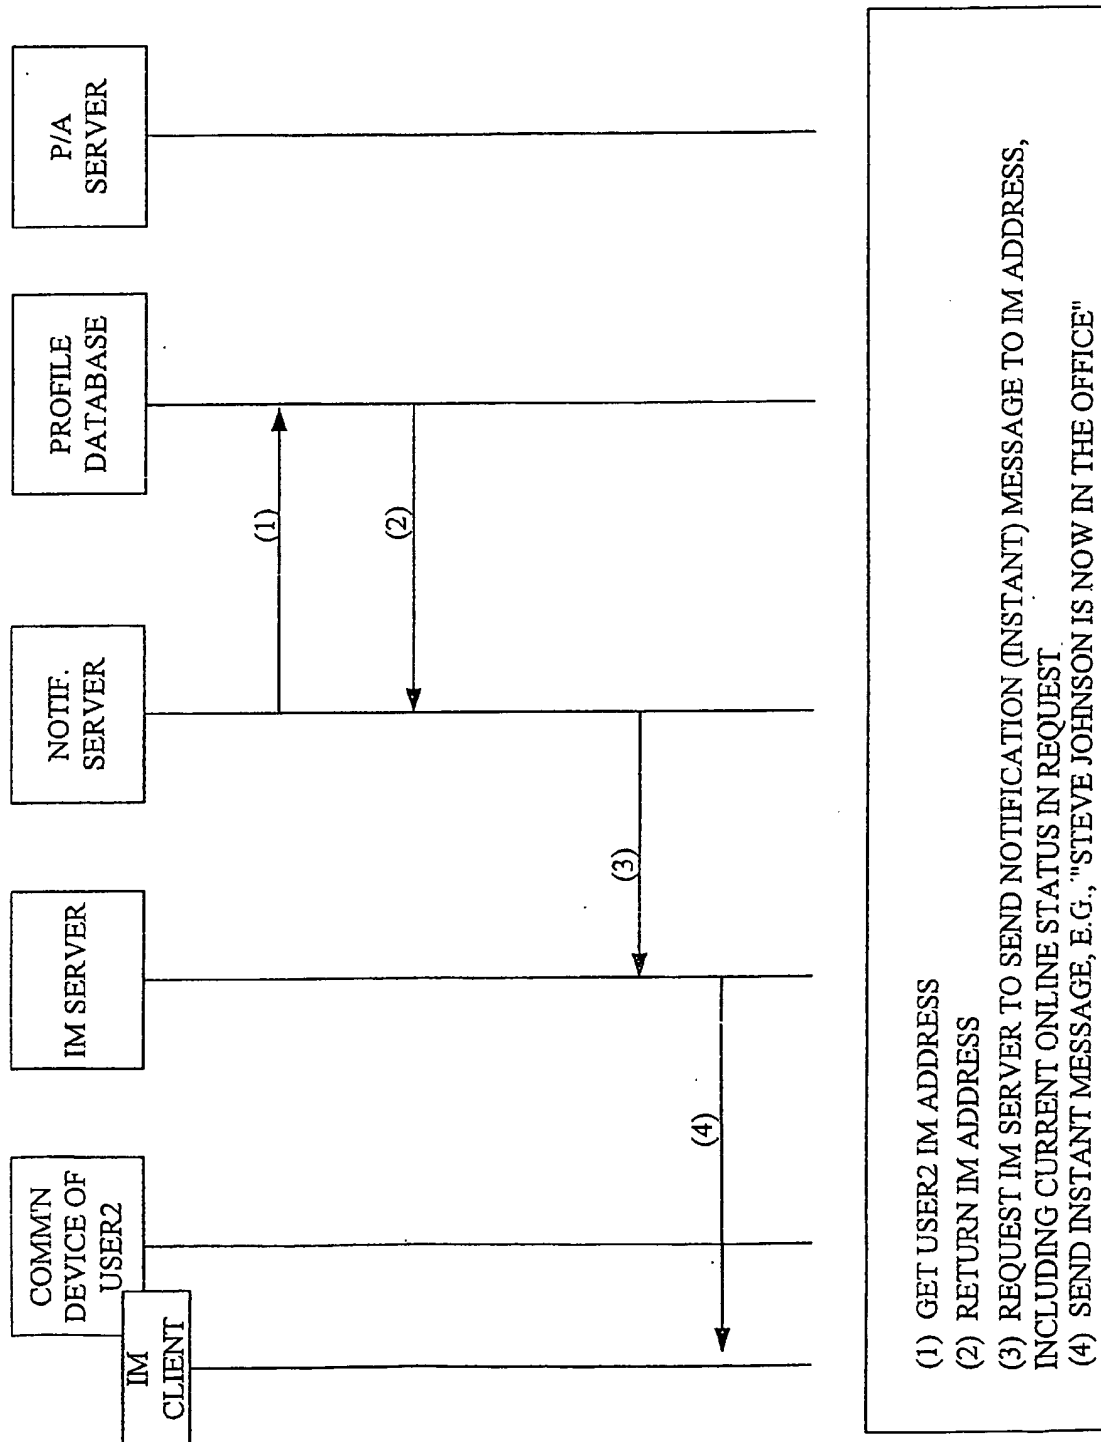 COMM'N
DEVICE OF
USER2
IM
CLIENT
IM SERVER
NOTIF.
SERVER
PROFILE
DATABASE
P/A
SERVER
(1)
(2)
(3)
(4)
(1) GET USER2 IM ADDRESS
(2) RETURN IM ADDRESS
(3) REQUEST IM SERVER TO SEND NOTIFICATION (INSTANT) MESSAGE TO IM ADDRESS,
INCLUDING CURRENT ONLINE STATUS IN REQUEST
(4) SEND INSTANT MESSAGE, E.G., "STEVE JOHNSON IS NOW IN THE OFFICE"